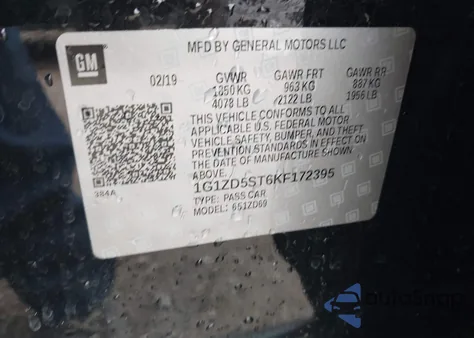 GM
MFD BY GENERAL MOTORS LLC
02/19 GVWR GAWR FRT GAWR RR
1850 KG 963 KG 887 KG
4078 LB 2122 LB 1956 LB
THIS VEHICLE CONFORMS TO ALL
APPLICABLE U.S. FEDERAL MOTOR
VEHICLE SAFETY, BUMPER, AND THEFT
PREVENTION STANDARDS IN EFFECT ON
THE DATE OF MANUFACTURE SHOWN ABOVE.
384A
1G1ZD5ST6KF172395
TYPE: PASS CAR
MODEL: 6S1ZD69